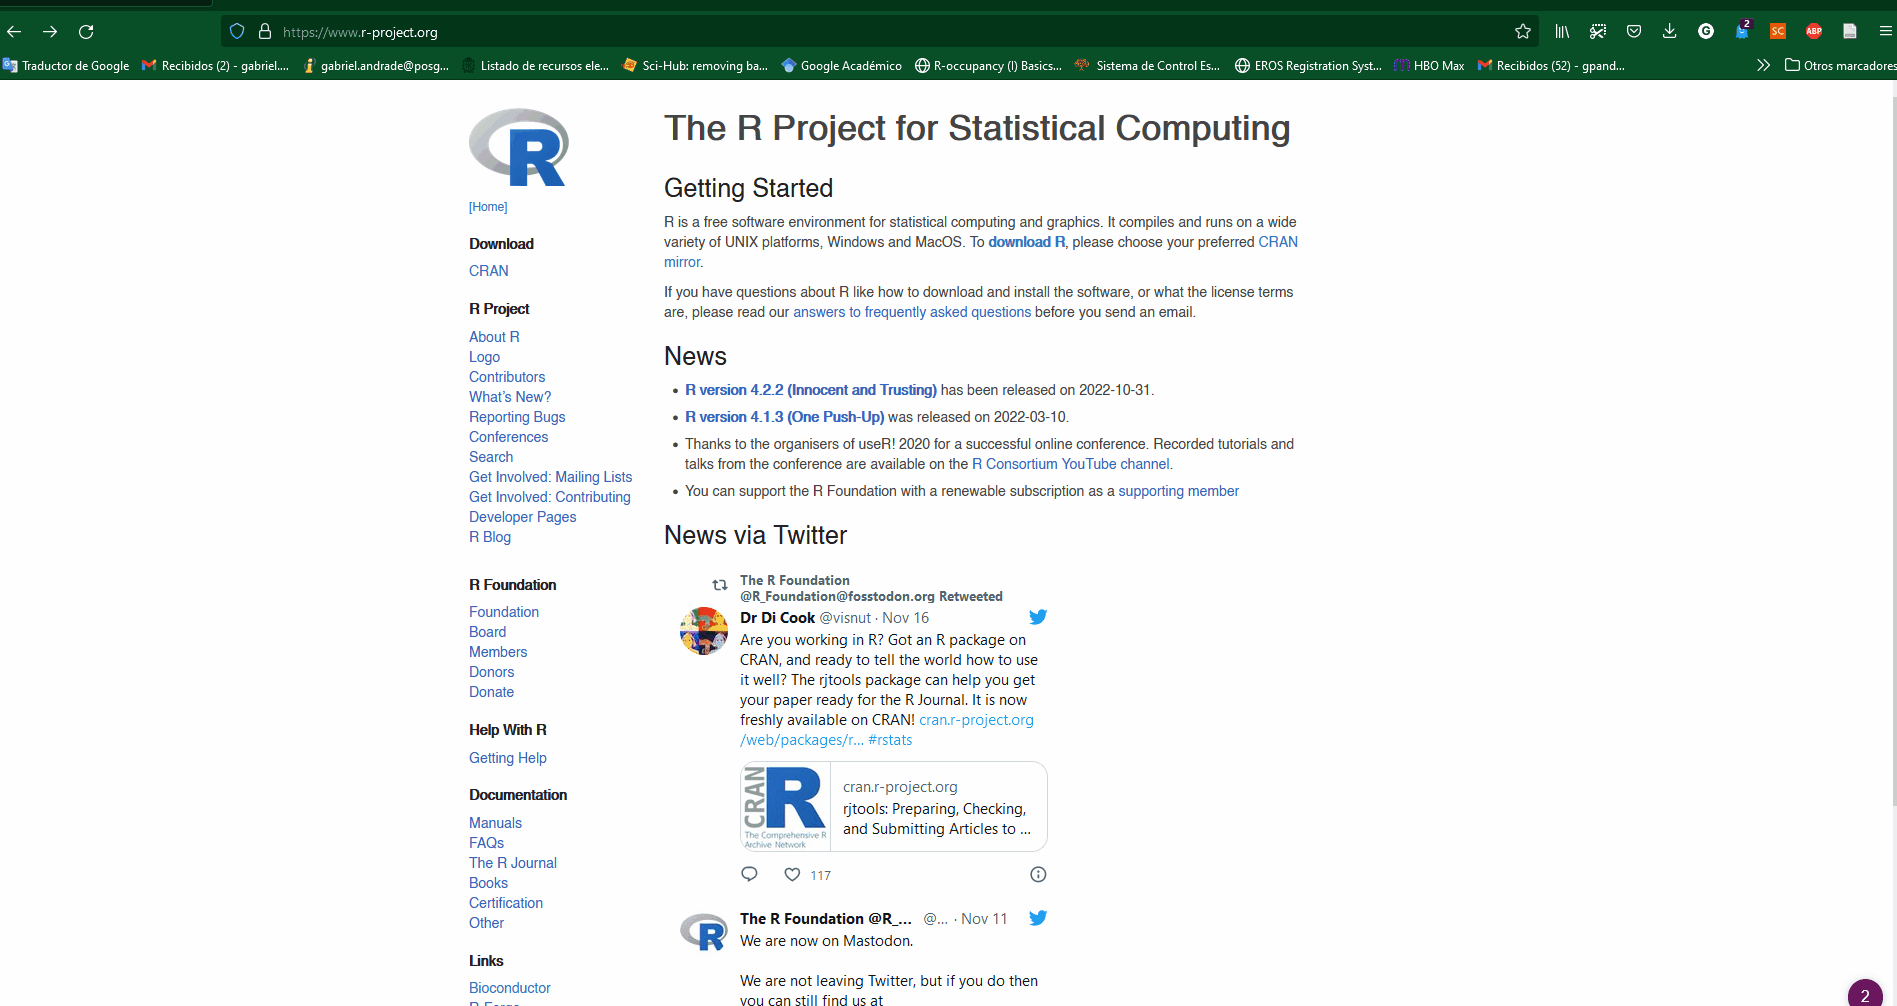 https://www.r-project.org
2
SC
ABP
Traductor de Google
Recibidos (2) - gabriel....
gabriel.andrade@posg...
Listado de recursos ele...
Sci-Hub: removing ba...
Google Académico
R-occupancy (I) Basics...
Sistema de Control Es...
EROS Registration Syst...
HBO Max
Recibidos (52) - gpand...
Otros marcadores
R
[Home]
Download
CRAN
R Project
About R
Logo
Contributors
What's New?
Reporting Bugs
Conferences
Search
Get Involved: Mailing Lists
Get Involved: Contributing
Developer Pages
R Blog
R Foundation
Foundation
Board
Members
Donors
Donate
Help With R
Getting Help
Documentation
Manuals
FAQs
The R Journal
Books
Certification
Other
Links
Bioconductor
The R Project for Statistical Computing
Getting Started
R is a free software environment for statistical computing and graphics. It compiles and runs on a wide
variety of UNIX platforms, Windows and MacOS. To download R, please choose your preferred CRAN
mirror.
If you have questions about R like how to download and install the software, or what the license terms
are, please read our answers to frequently asked questions before you send an email.
News
• R version 4.2.2 (Innocent and Trusting) has been released on 2022-10-31.
• R version 4.1.3 (One Push-Up) was released on 2022-03-10.
• Thanks to the organisers of useR! 2020 for a successful online conference. Recorded tutorials and
talks from the conference are available on the R Consortium YouTube channel.
• You can support the R Foundation with a renewable subscription as a supporting member
News via Twitter
The R Foundation
@R_Foundation@fosstodon.org Retweeted
Dr Di Cook @visnut · Nov 16
Are you working in R? Got an R package on
CRAN, and ready to tell the world how to use
it well? The rjtools package can help you get
your paper ready for the R Journal. It is now
freshly available on CRAN! cran.r-project.org
/web/packages/r... #rstats
CRAN
R
The Comprehensive R
Archive Network
cran.r-project.org
rjtools: Preparing, Checking,
and Submitting Articles to ...
117
R
The R Foundation @R_... @... · Nov 11
We are now on Mastodon.
We are not leaving Twitter, but if you do then
you can still find us at
2